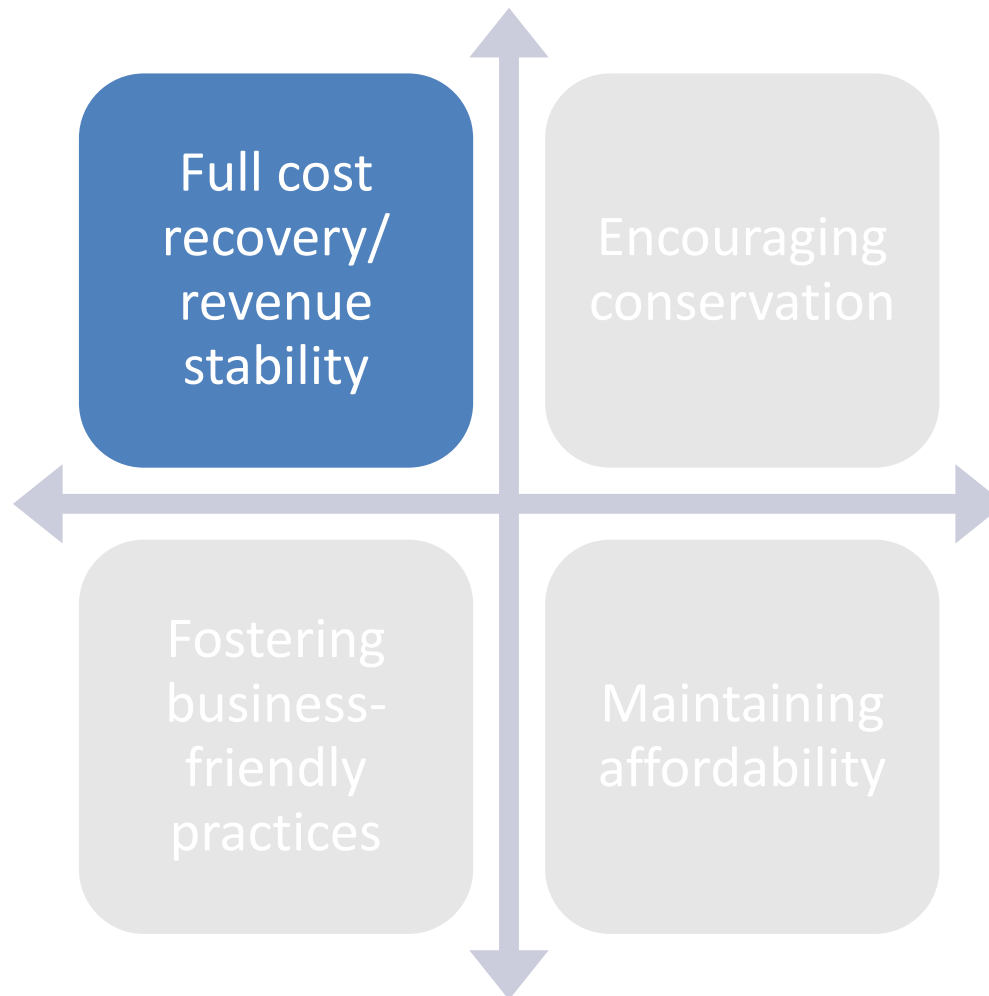 Full cost
recovery/
revenue
stability
Encouraging
conservation
Fostering
business-
friendly
practices
Maintaining
affordability